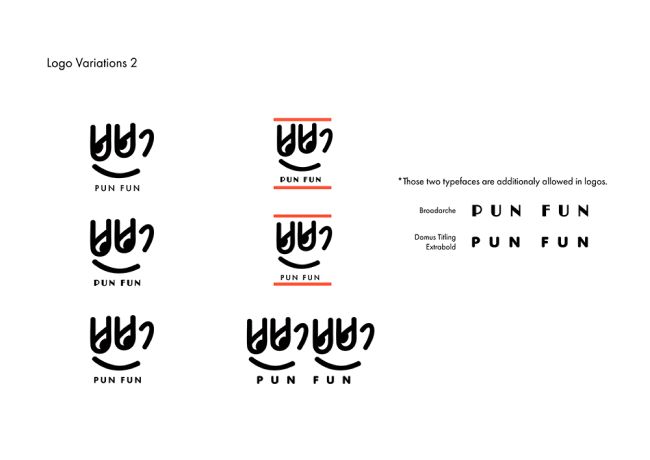 Logo Variations 2
PUN FUN
PUN FUN
PUN FUN
PUN FUN
PUN FUN
PUN FUN
*Those two typefaces are additionaly allowed in logos.
Broadarche
PUN FUN
Domus Titling
Extrabold
PUN FUN